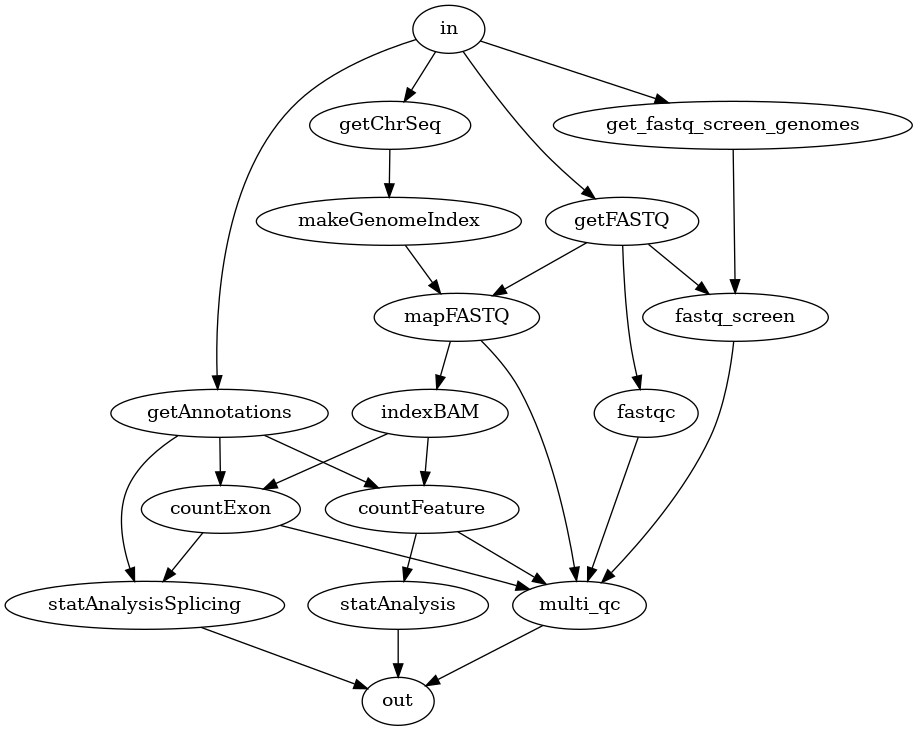 in
getChrSeq
get_fastq_screen_genomes
makeGenomeIndex
getFASTQ
mapFASTQ
fastq_screen
getAnnotations
indexBAM
fastqc
countExon
countFeature
statAnalysisSplicing
statAnalysis
multi_qc
out